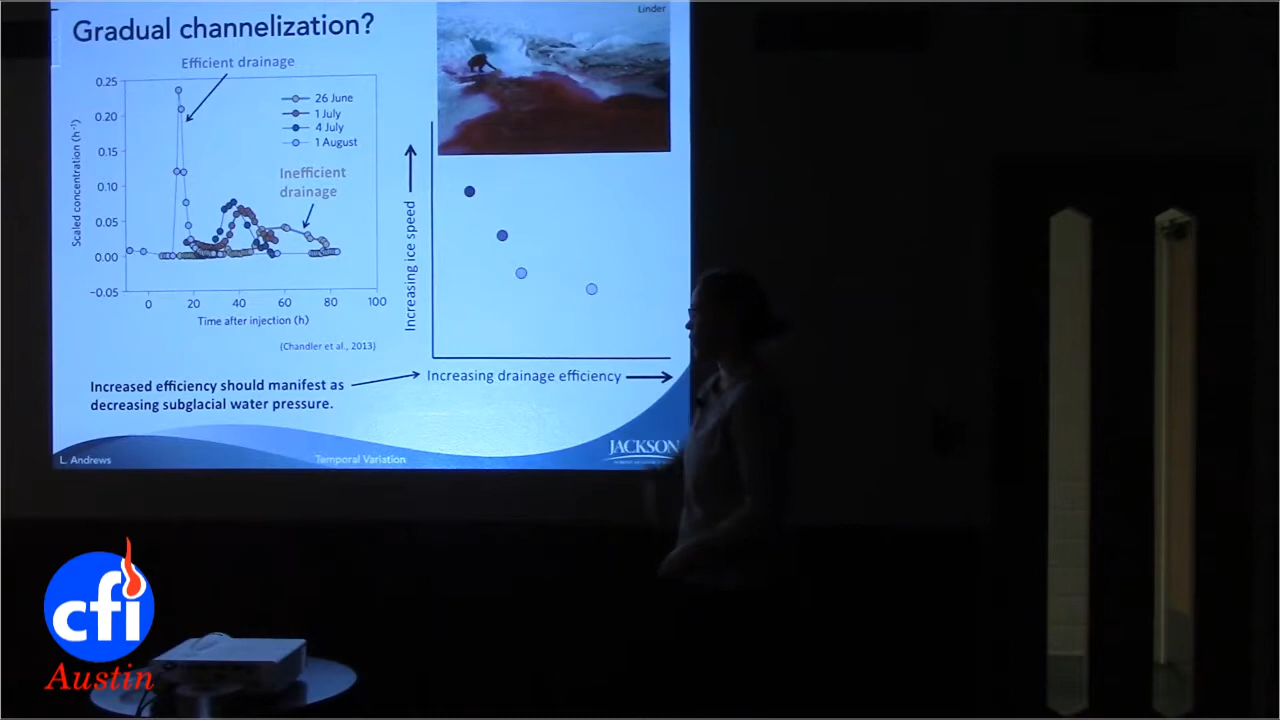 Linder
Gradual channelization?
Efficient drainage
0.25
0.20
0.15
0.10
0.05
0.00
−0.05
Scaled concentration (h⁻¹)
26 June
1 July
4 July
1 August
Inefficient
drainage
0
20
40
60
80
100
Time after injection (h)
(Chandler et al., 2013)
Increasing ice speed
Increasing drainage efficiency
Increased efficiency should manifest as
decreasing subglacial water pressure.
L. Andrews
Temporal Variation
JACKSON
cfi
Austin